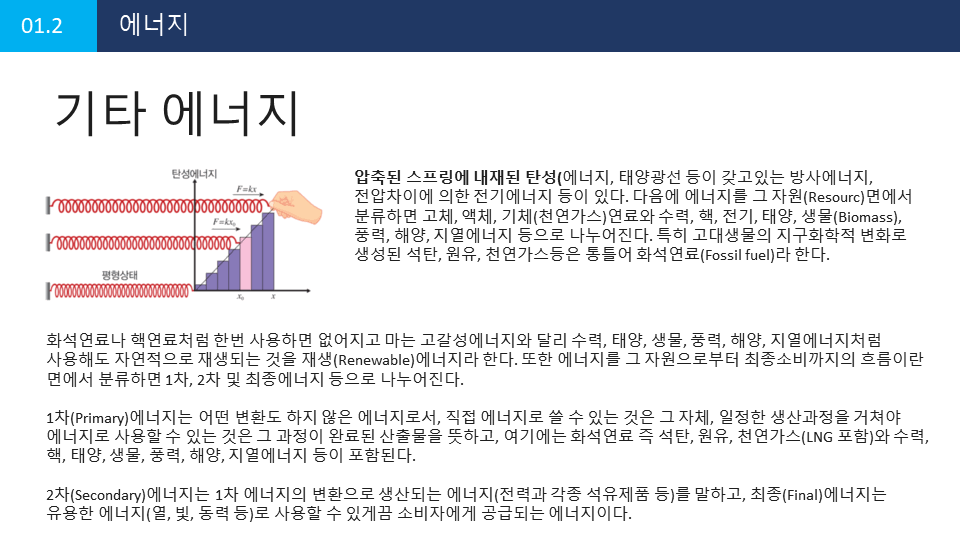 01.2
에너지
기타 에너지
탄성에너지
F=kx
F=kx₀
평형상태
x₀
x
압축된 스프링에 내재된 탄성(에너지, 태양광선 등이 갖고있는 방사에너지,
전압차이에 의한 전기에너지 등이 있다. 다음에 에너지를 그 자원(Resourc)면에서
분류하면 고체, 액체, 기체(천연가스)연료와 수력, 핵, 전기, 태양, 생물(Biomass),
풍력, 해양, 지열에너지 등으로 나누어진다. 특히 고대생물의 지구화학적 변화로
생성된 석탄, 원유, 천연가스등은 통틀어 화석연료(Fossil fuel)라 한다.
화석연료나 핵연료처럼 한번 사용하면 없어지고 마는 고갈성에너지와 달리 수력, 태양, 생물, 풍력, 해양, 지열에너지처럼
사용해도 자연적으로 재생되는 것을 재생(Renewable)에너지라 한다. 또한 에너지를 그 자원으로부터 최종소비까지의 흐름이란
면에서 분류하면 1차, 2차 및 최종에너지 등으로 나누어진다.
1차(Primary)에너지는 어떤 변환도 하지 않은 에너지로서, 직접 에너지로 쓸 수 있는 것은 그 자체, 일정한 생산과정을 거쳐야
에너지로 사용할 수 있는 것은 그 과정이 완료된 산출물을 뜻하고, 여기에는 화석연료 즉 석탄, 원유, 천연가스(LNG 포함)와 수력,
핵, 태양, 생물, 풍력, 해양, 지열에너지 등이 포함된다.
2차(Secondary)에너지는 1차 에너지의 변환으로 생산되는 에너지(전력과 각종 석유제품 등)를 말하고, 최종(Final)에너지는
유용한 에너지(열, 빛, 동력 등)로 사용할 수 있게끔 소비자에게 공급되는 에너지이다.